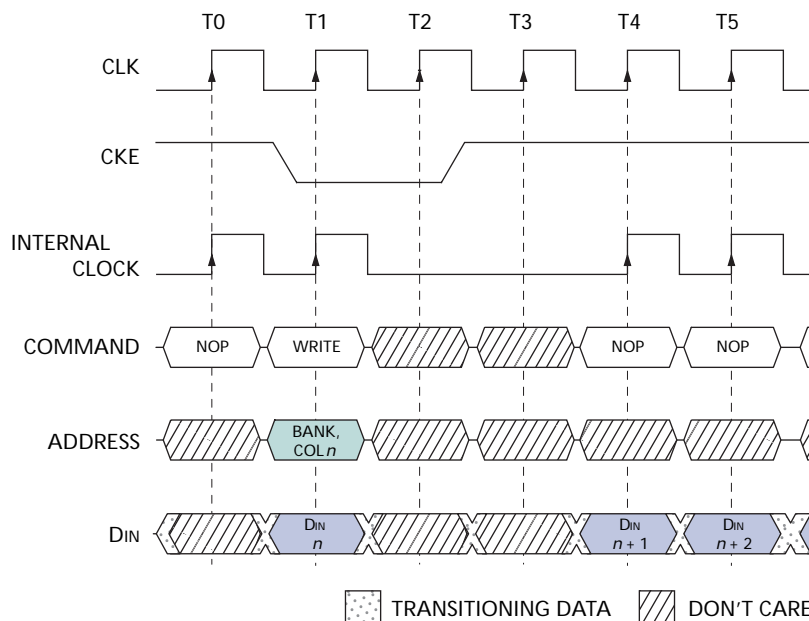 T0 T1 T2 T3 T4 T5
CLK
CKE
INTERNAL
CLOCK
COMMAND NOP WRITE NOP NOP
ADDRESS BANK,
COL n
DIN DIN DIN DIN
n n + 1 n + 2
TRANSITIONING DATA DON'T CARE